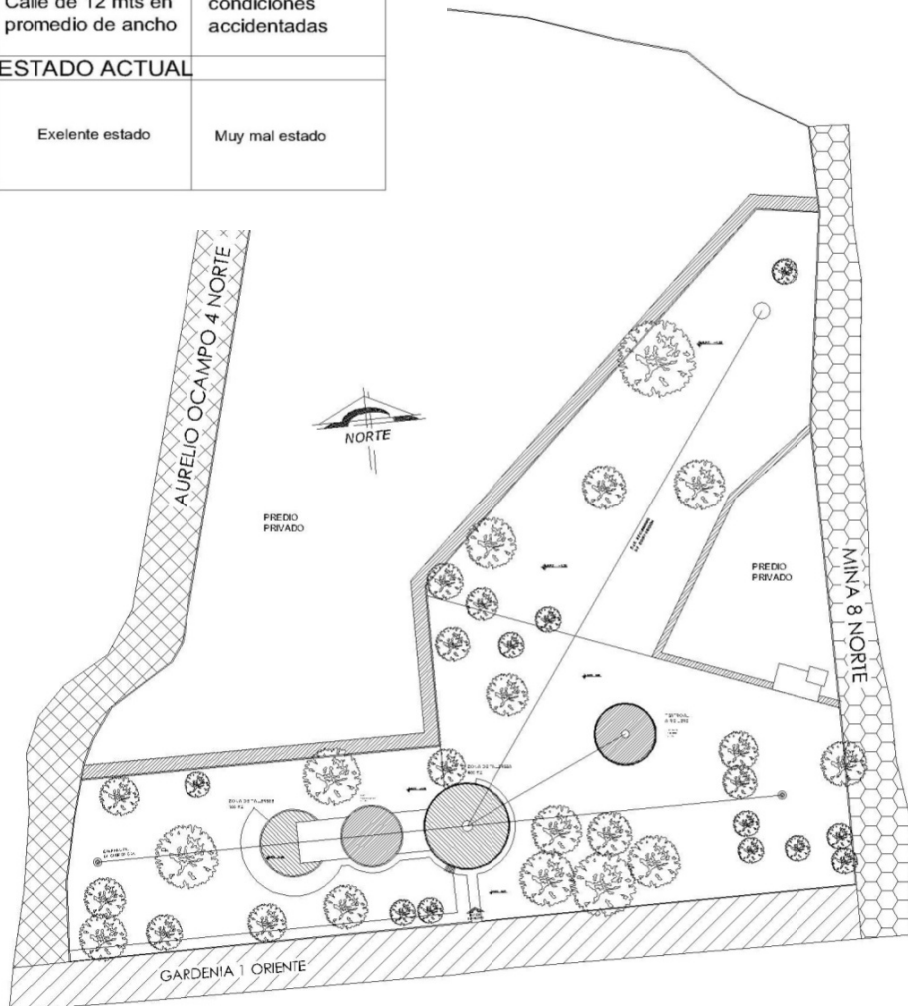 Calle de 12 mts en
promedio de ancho
condiciones
accidentadas
ESTADO ACTUAL
Exelente estado
Muy mal estado
AURELIO OCAMPO 4 NORTE
NORTE
PREDIO
PRIVADO
PREDIO
PRIVADO
MINA 8 NORTE
GARDENIA 1 ORIENTE